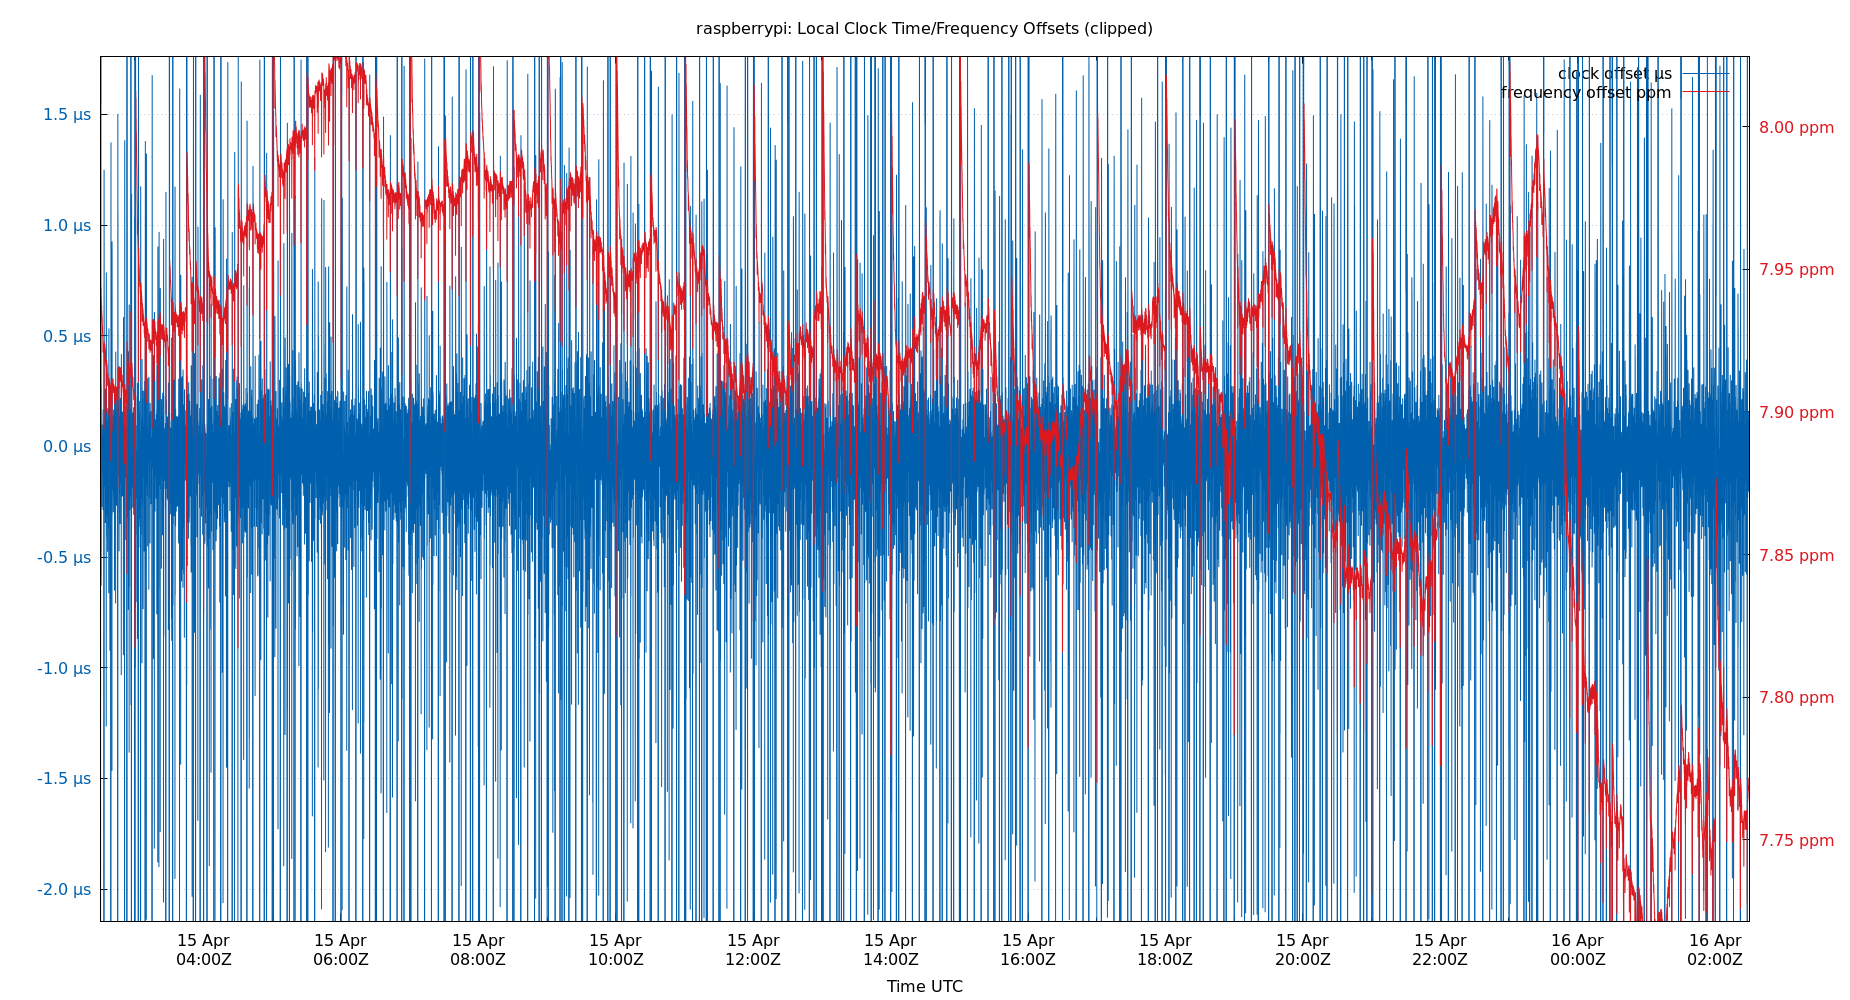 raspberrypi: Local Clock Time/Frequency Offsets (clipped)
clock offset µs
frequency offset ppm
1.5 µs
1.0 µs
0.5 µs
0.0 µs
-0.5 µs
-1.0 µs
-1.5 µs
-2.0 µs
8.00 ppm
7.95 ppm
7.90 ppm
7.85 ppm
7.80 ppm
7.75 ppm
15 Apr 15 Apr 15 Apr 15 Apr 15 Apr 15 Apr 15 Apr 15 Apr 15 Apr 15 Apr 16 Apr 16 Apr
04:00Z 06:00Z 08:00Z 10:00Z 12:00Z 14:00Z 16:00Z 18:00Z 20:00Z 22:00Z 00:00Z 02:00Z
Time UTC